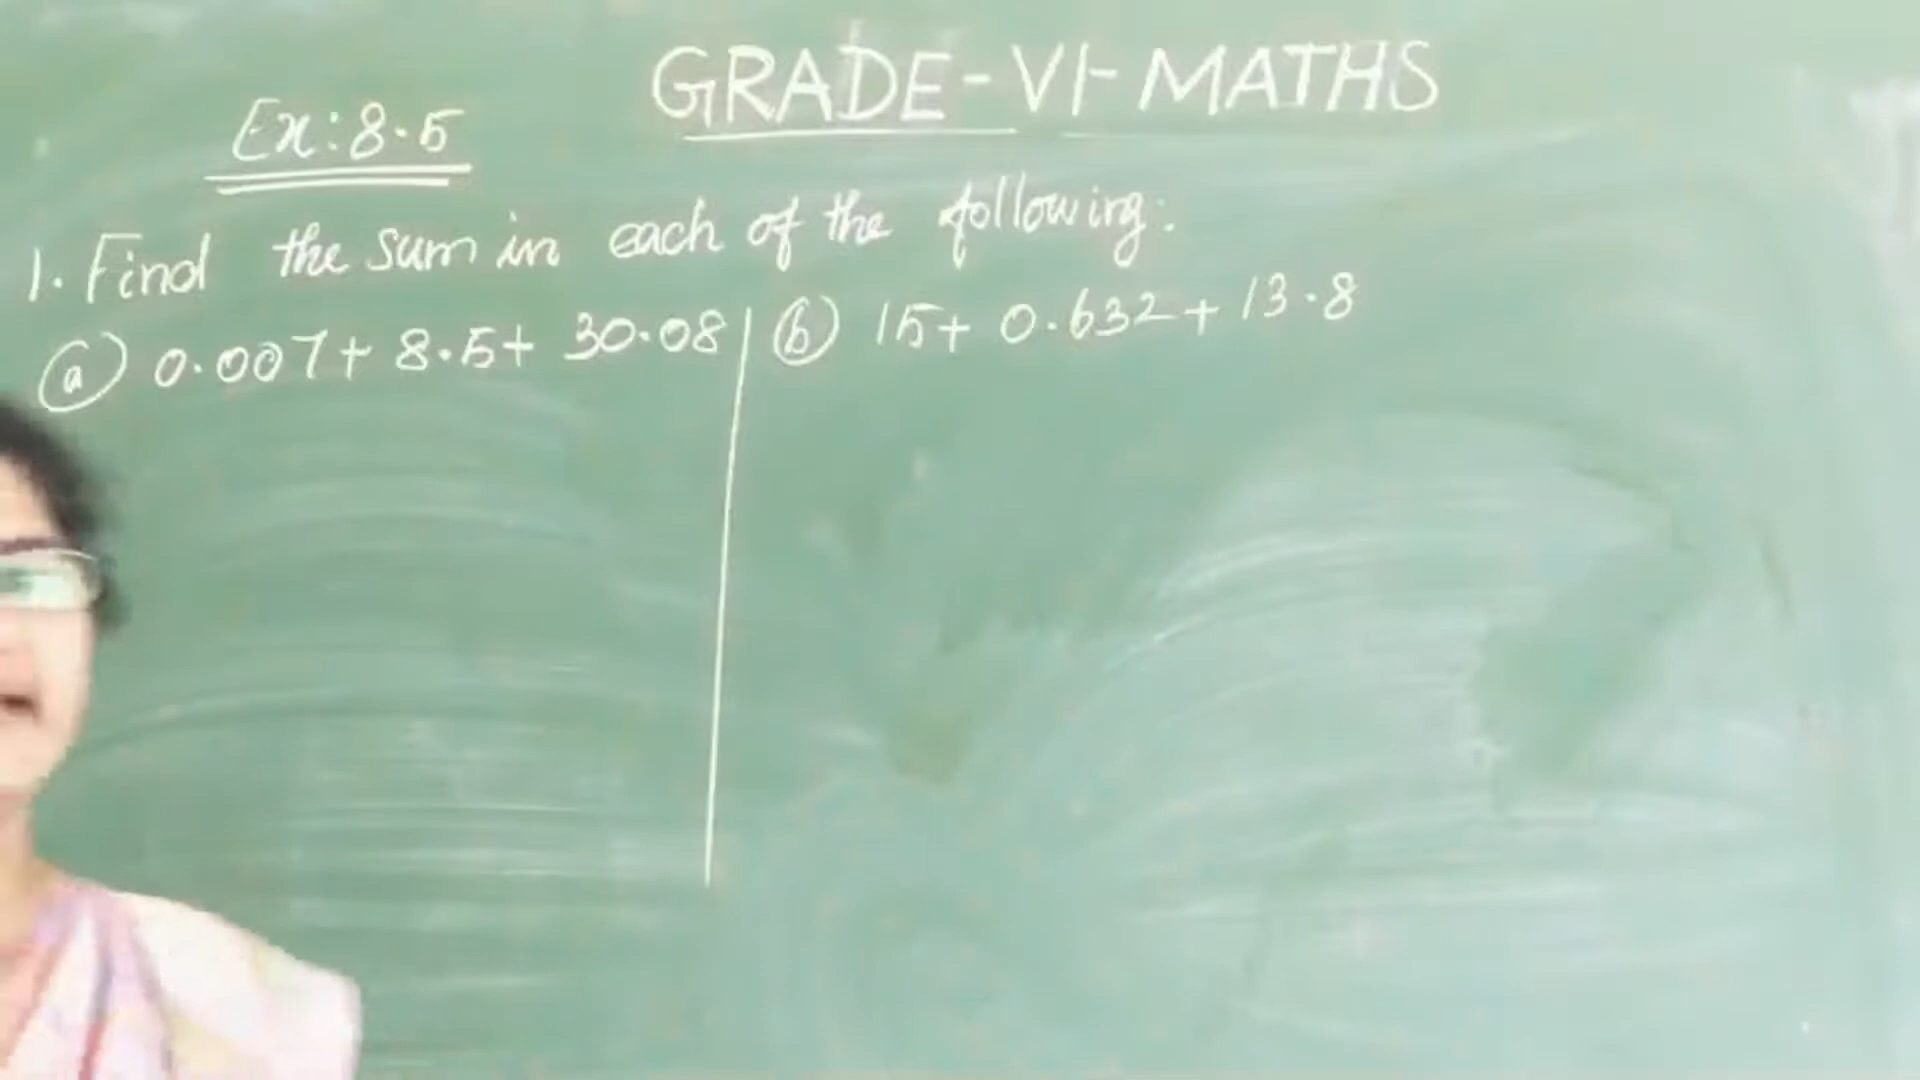 GRADE-VI-MATHS
Ex:8.5
1. Find the sum in each of the following:
(a) 0.007+ 8.5+ 30.08
(b) 15+ 0.632+ 13.8